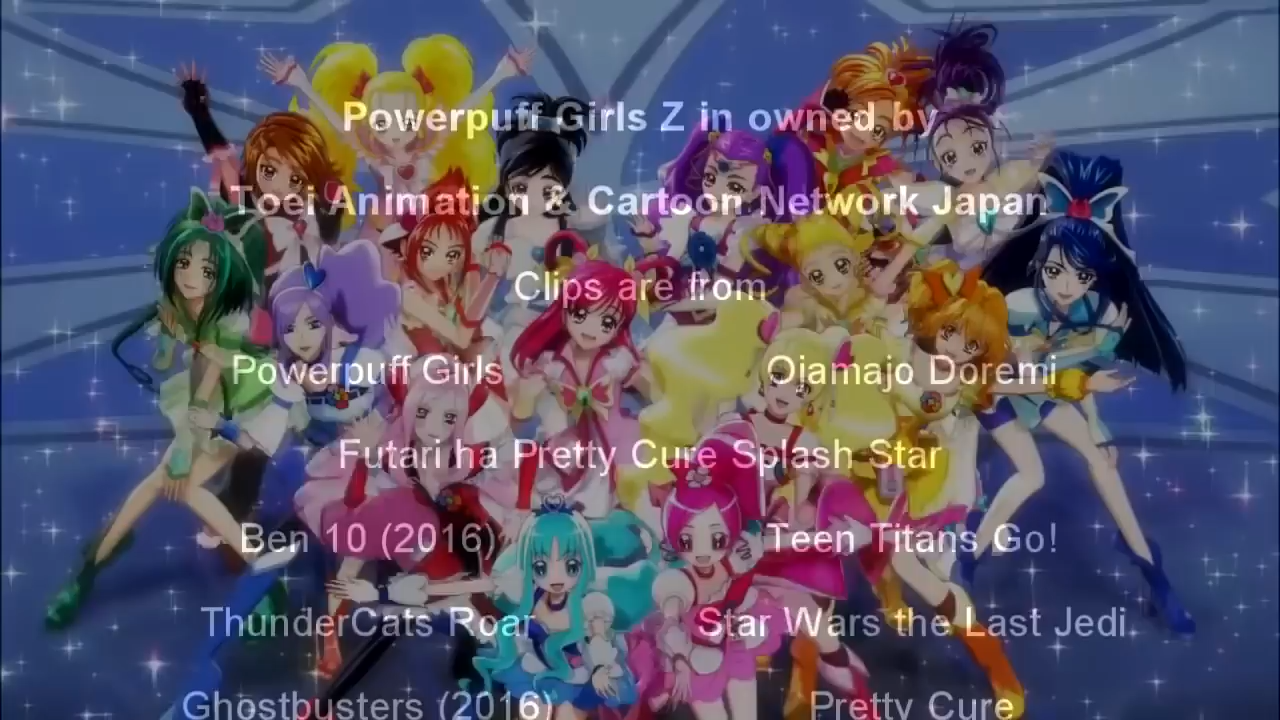 Powerpuff Girls Z in owned by
Toei Animation & Cartoon Network Japan
Clips are from
Powerpuff Girls Ojamajo Doremi
Futari ha Pretty Cure Splash Star
Ben 10 (2016) Teen Titans Go!
ThunderCats Roar Star Wars the Last Jedi
Ghostbusters (2016) Pretty Cure